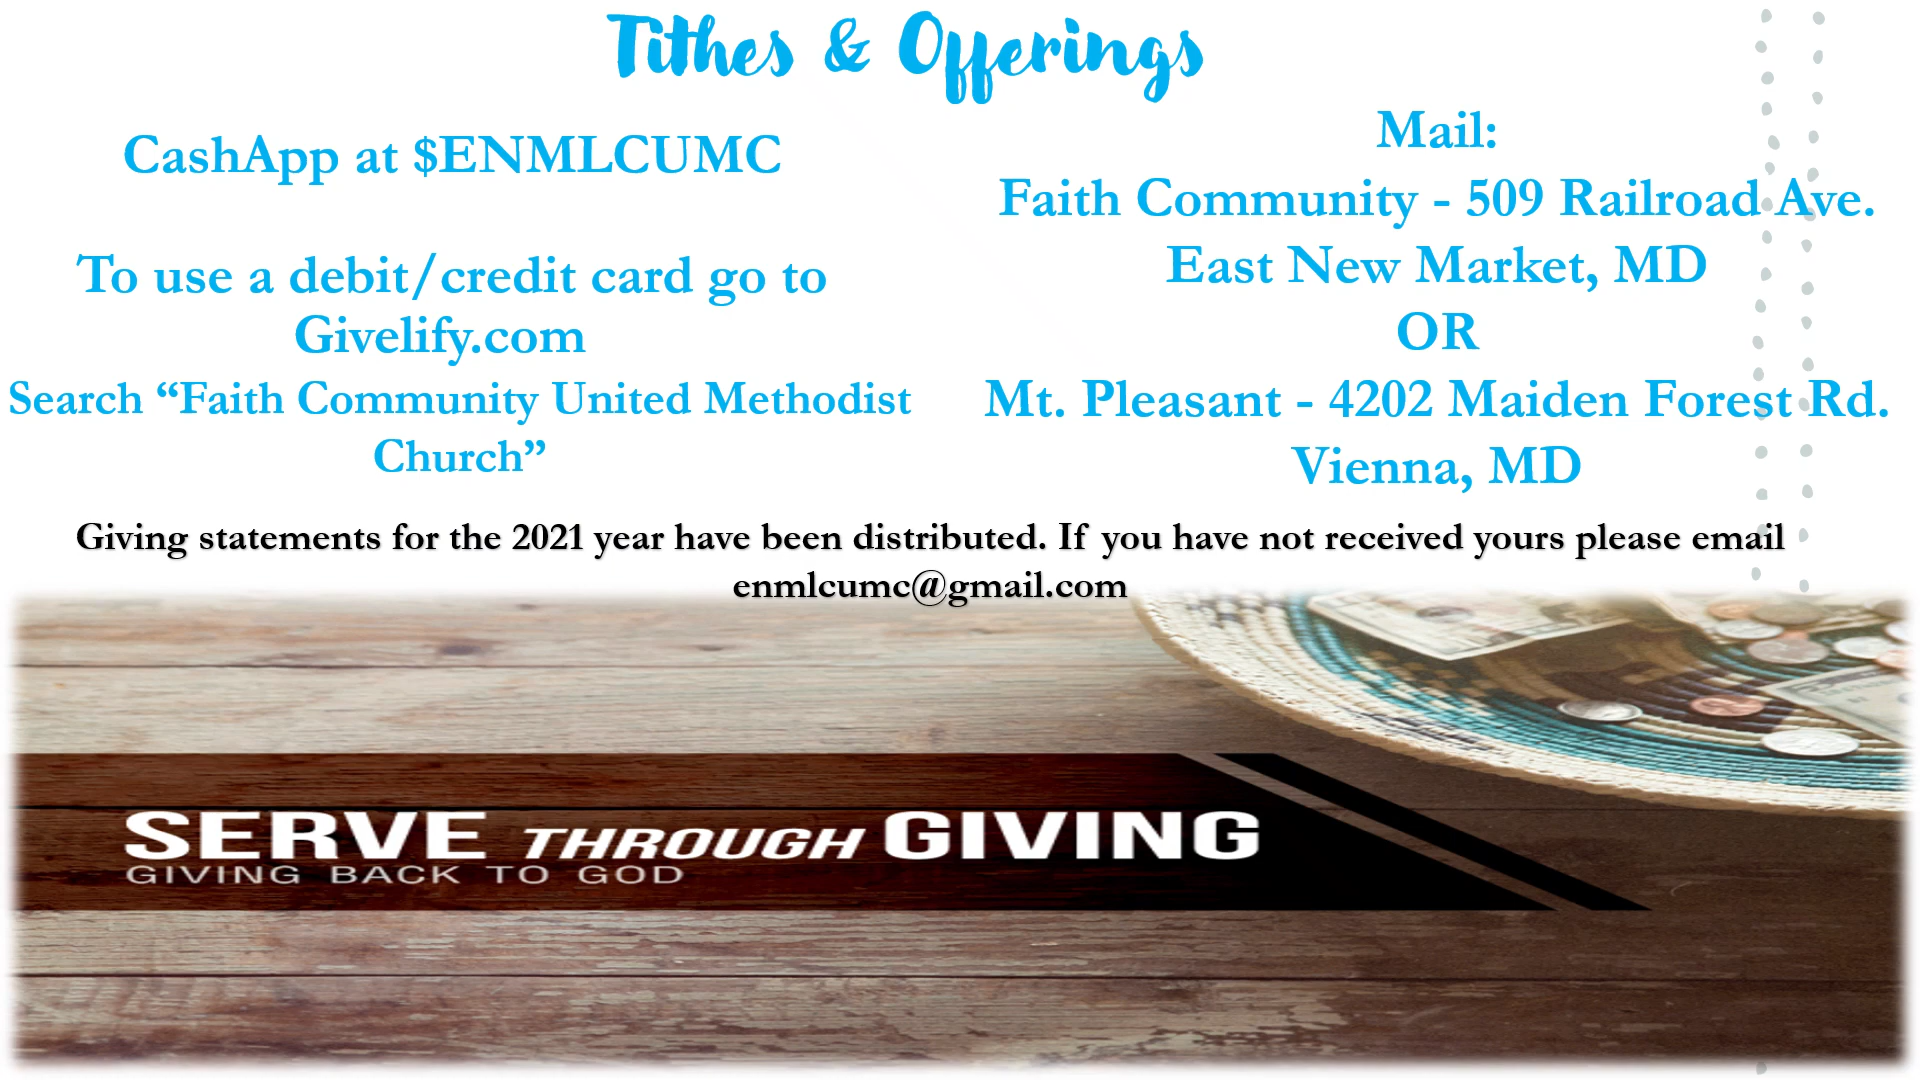 Tithes & Offerings
CashApp at $ENMLCUMC
To use a debit/credit card go to
Givelify.com
Search “Faith Community United Methodist
Church”
Mail:
Faith Community - 509 Railroad Ave.
East New Market, MD
OR
Mt. Pleasant - 4202 Maiden Forest Rd.
Vienna, MD
Giving statements for the 2021 year have been distributed. If you have not received yours please email
enmlcumc@gmail.com
SERVE THROUGH GIVING
GIVING BACK TO GOD